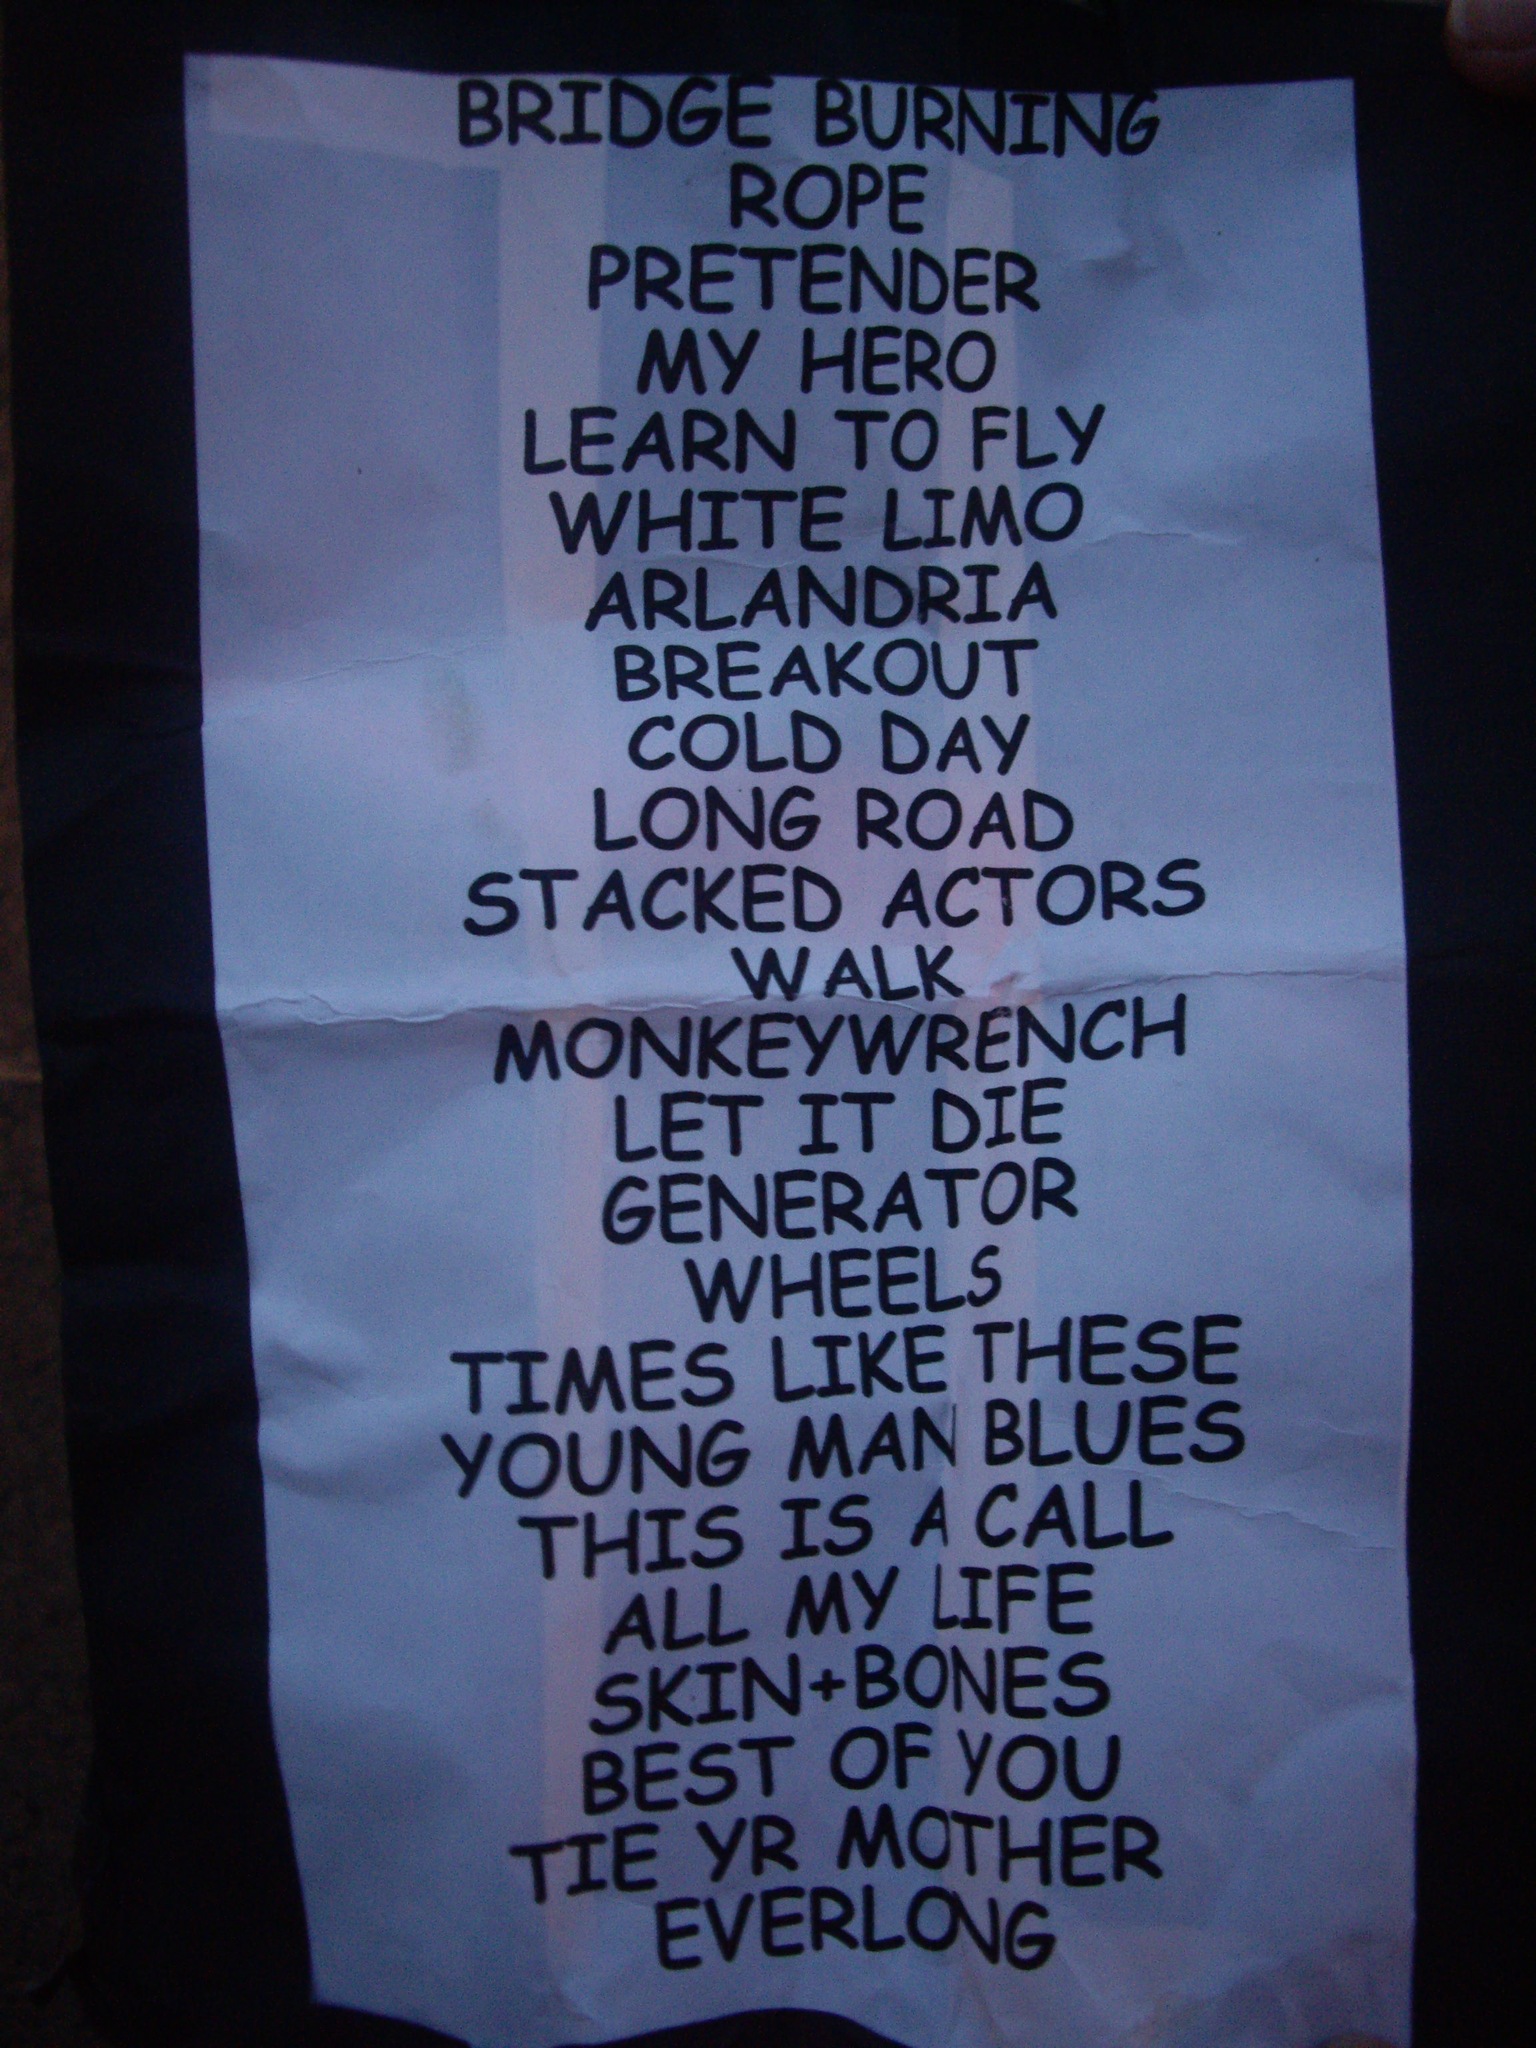 BRIDGE BURNING
ROPE
PRETENDER
MY HERO
LEARN TO FLY
WHITE LIMO
ARLANDRIA
BREAKOUT
COLD DAY
LONG ROAD
STACKED ACTORS
WALK
MONKEYWRENCH
LET IT DIE
GENERATOR
WHEELS
TIMES LIKE THESE
YOUNG MAN BLUES
THIS IS A CALL
ALL MY LIFE
SKIN+BONES
BEST OF YOU
TIE YR MOTHER
EVERLONG